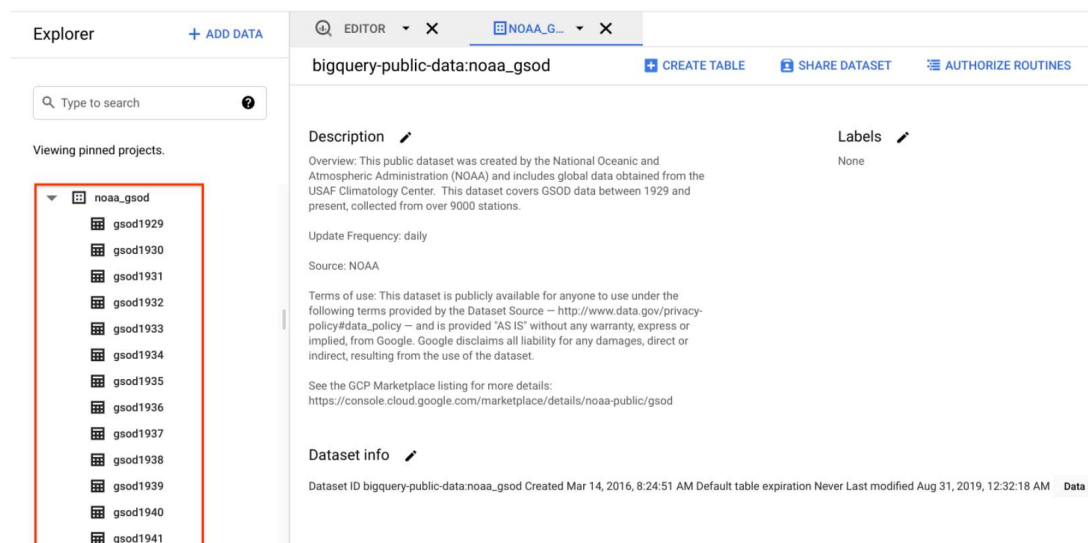 Explorer
+ ADD DATA
Type to search
Viewing pinned projects.
noaa_gsod
gsod1929
gsod1930
gsod1931
gsod1932
gsod1933
gsod1934
gsod1935
gsod1936
gsod1937
gsod1938
gsod1939
gsod1940
gsod1941
EDITOR
NOAA_G...
bigquery-public-data:noaa_gsod
CREATE TABLE
SHARE DATASET
AUTHORIZE ROUTINES
Description
Overview: This public dataset was created by the National Oceanic and
Atmospheric Administration (NOAA) and includes global data obtained from the
USAF Climatology Center. This dataset covers GSOD data between 1929 and
present, collected from over 9000 stations.
Update Frequency: daily
Source: NOAA
Terms of use: This dataset is publicly available for anyone to use under the
following terms provided by the Dataset Source — http://www.data.gov/privacy-
policy#data_policy — and is provided "AS IS" without any warranty, express or
implied, from Google. Google disclaims all liability for any damages, direct or
indirect, resulting from the use of the dataset.
See the GCP Marketplace listing for more details:
https://console.cloud.google.com/marketplace/details/noaa-public/gsod
Labels
None
Dataset info
Dataset ID bigquery-public-data:noaa_gsod Created Mar 14, 2016, 8:24:51 AM Default table expiration Never Last modified Aug 31, 2019, 12:32:18 AM Data